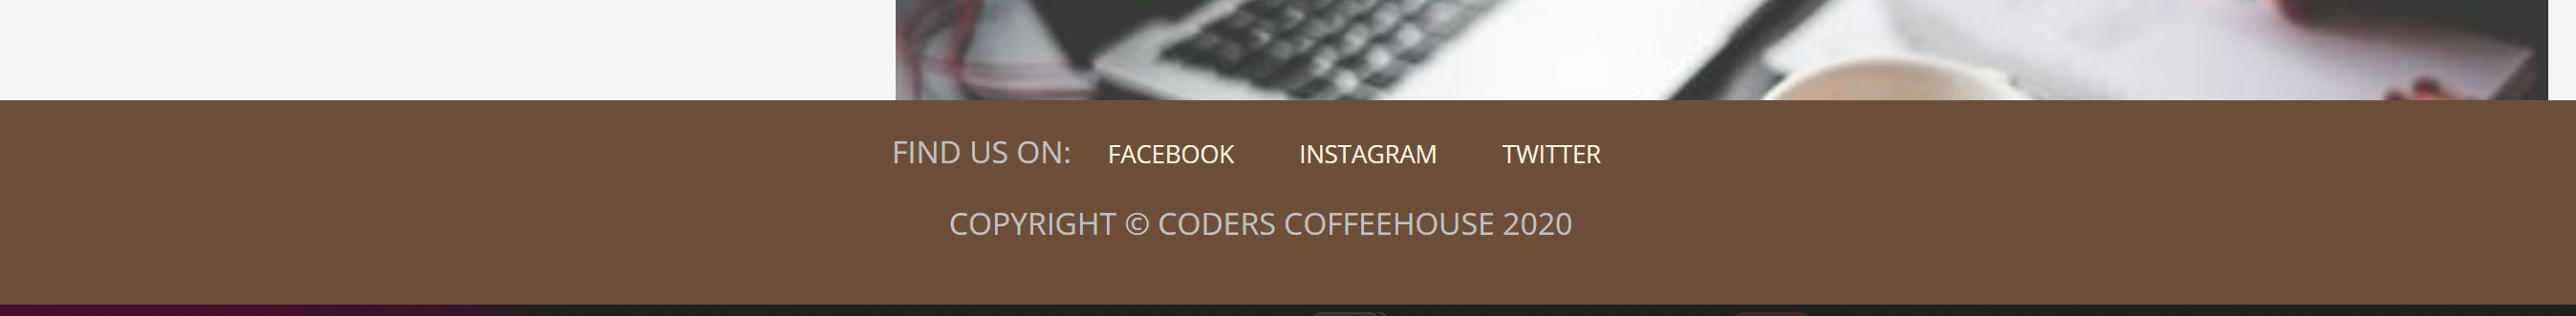 FIND US ON: FACEBOOK INSTAGRAM TWITTER
COPYRIGHT © CODERS COFFEEHOUSE 2020